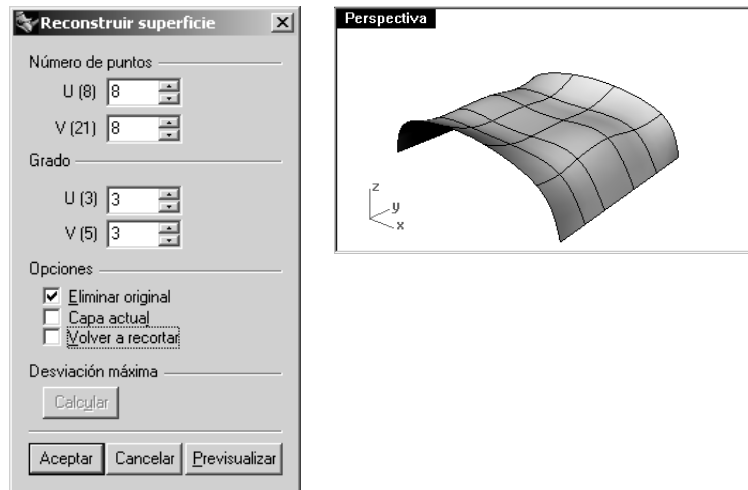 Reconstruir superficie
Número de puntos
U (8) 8
V (21) 8
Grado
U (3) 3
V (5) 3
Opciones
Eliminar original
Capa actual
Volver a recortar
Desviación máxima
Calcular
Aceptar Cancelar Previsualizar
Perspectiva
z
y
x